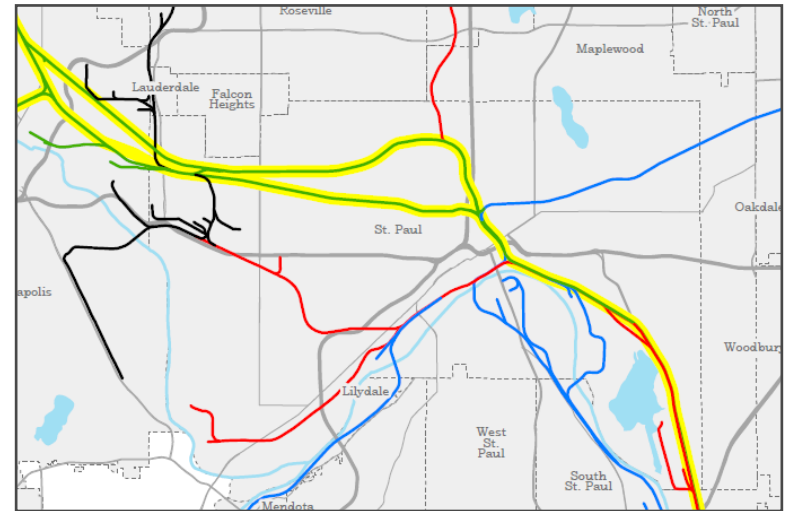 Roseville
North
St. Paul
Maplewood
Lauderdale
Falcon
Heights
Oakdale
St. Paul
apolis
Woodbury
Lilydale
West
St.
Paul
South
St. Paul
Mendota